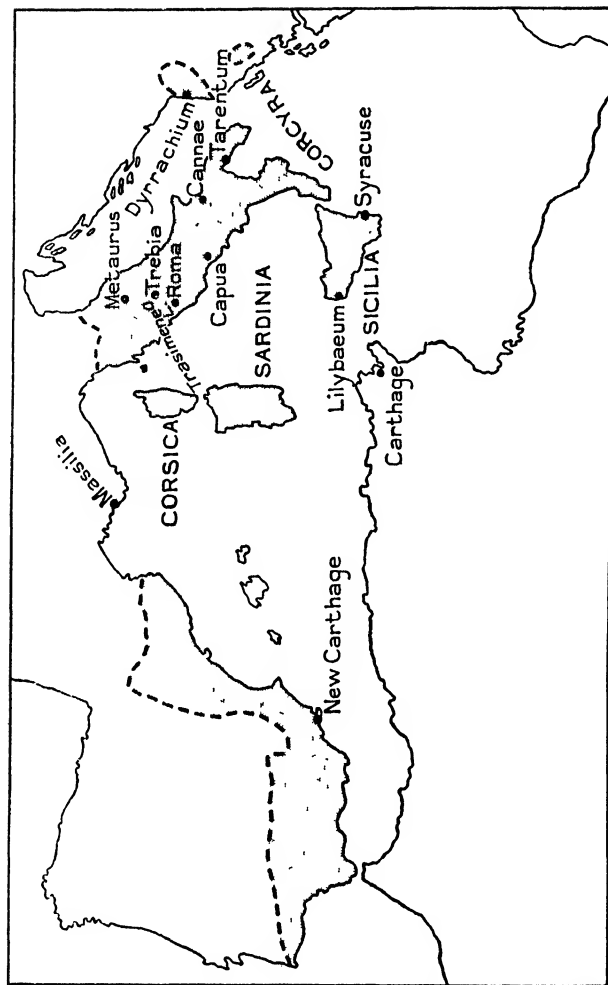 Massilia
Metaurus
Dyrrachium
Trebia
Trasimene
Roma
Cannae
Tarentum
CORCYRA
Capua
CORSICA
SARDINIA
New Carthage
Lilybaeum
SICILIA
Syracuse
Carthage